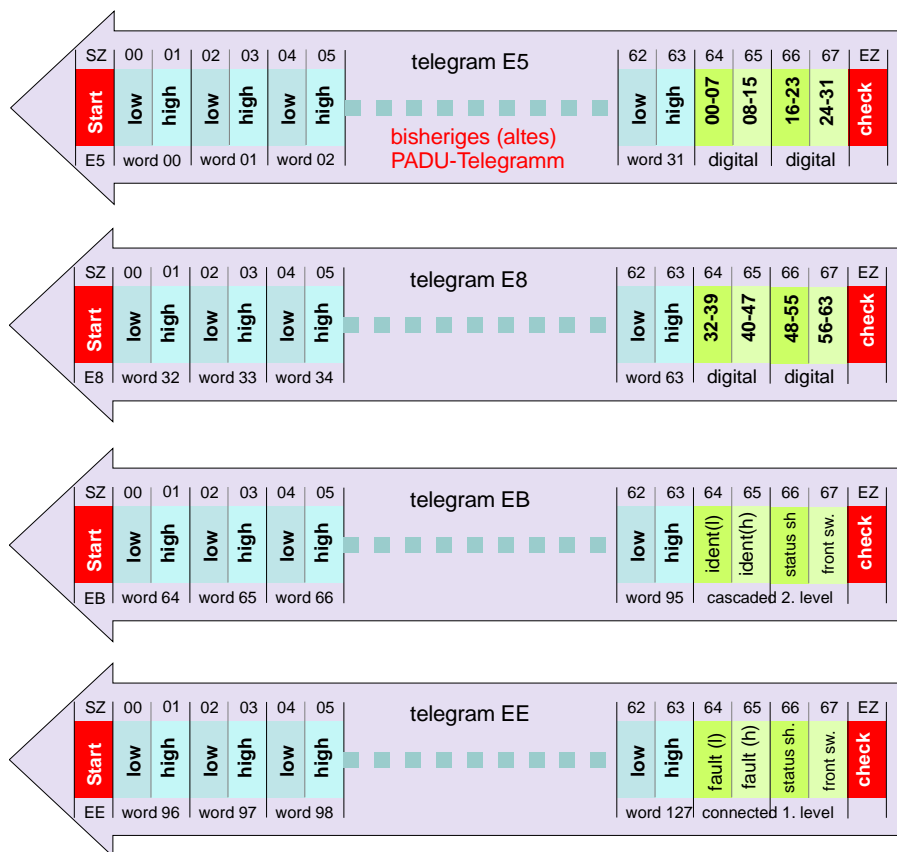 telegram E5
SZ 00 01 02 03 04 05 62 63 64 65 66 67 EZ
Start low high low high low high low high 00-07 08-15 16-23 24-31 check
bisheriges (altes)
PADU-Telegramm
E5 word 00 word 01 word 02 word 31 digital digital
telegram E8
SZ 00 01 02 03 04 05 62 63 64 65 66 67 EZ
Start low high low high low high low high 32-39 40-47 48-55 56-63 check
E8 word 32 word 33 word 34 word 63 digital digital
telegram EB
SZ 00 01 02 03 04 05 62 63 64 65 66 67 EZ
Start low high low high low high low high ident(l) ident(h) status sh front sw. check
EB word 64 word 65 word 66 word 95 cascaded 2. level
telegram EE
SZ 00 01 02 03 04 05 62 63 64 65 66 67 EZ
Start low high low high low high low high fault (l) fault (h) status sh. front sw. check
EE word 96 word 97 word 98 word 127 connected 1. level